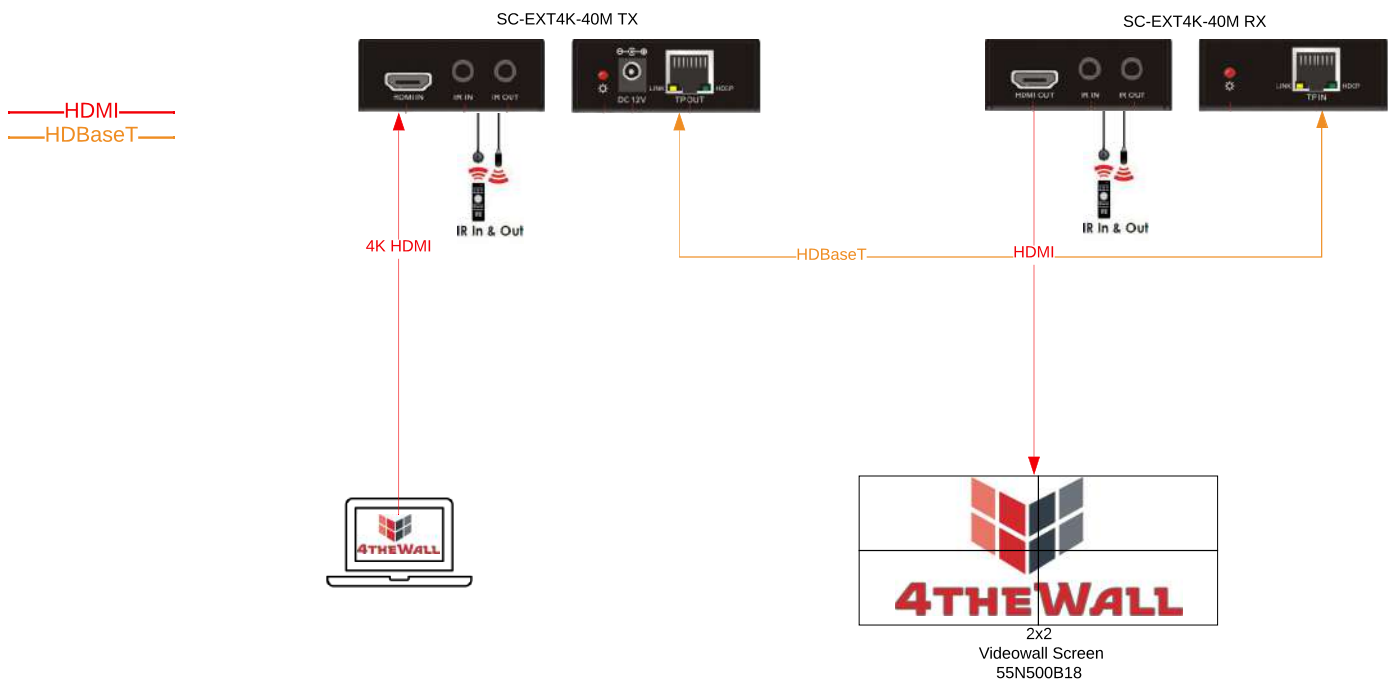 SC-EXT4K-40M TX
SC-EXT4K-40M RX
HDMI IN
IR IN
IR OUT
LINK
HDCP
DC 12V
TP OUT
HDMI OUT
IR IN
IR OUT
LINK
HDCP
TP IN
HDMI
HDBaseT
IR In & Out
IR In & Out
4K HDMI
HDBaseT
HDMI
4THEWALL
4THEWALL
2x2
Videowall Screen
55N500B18